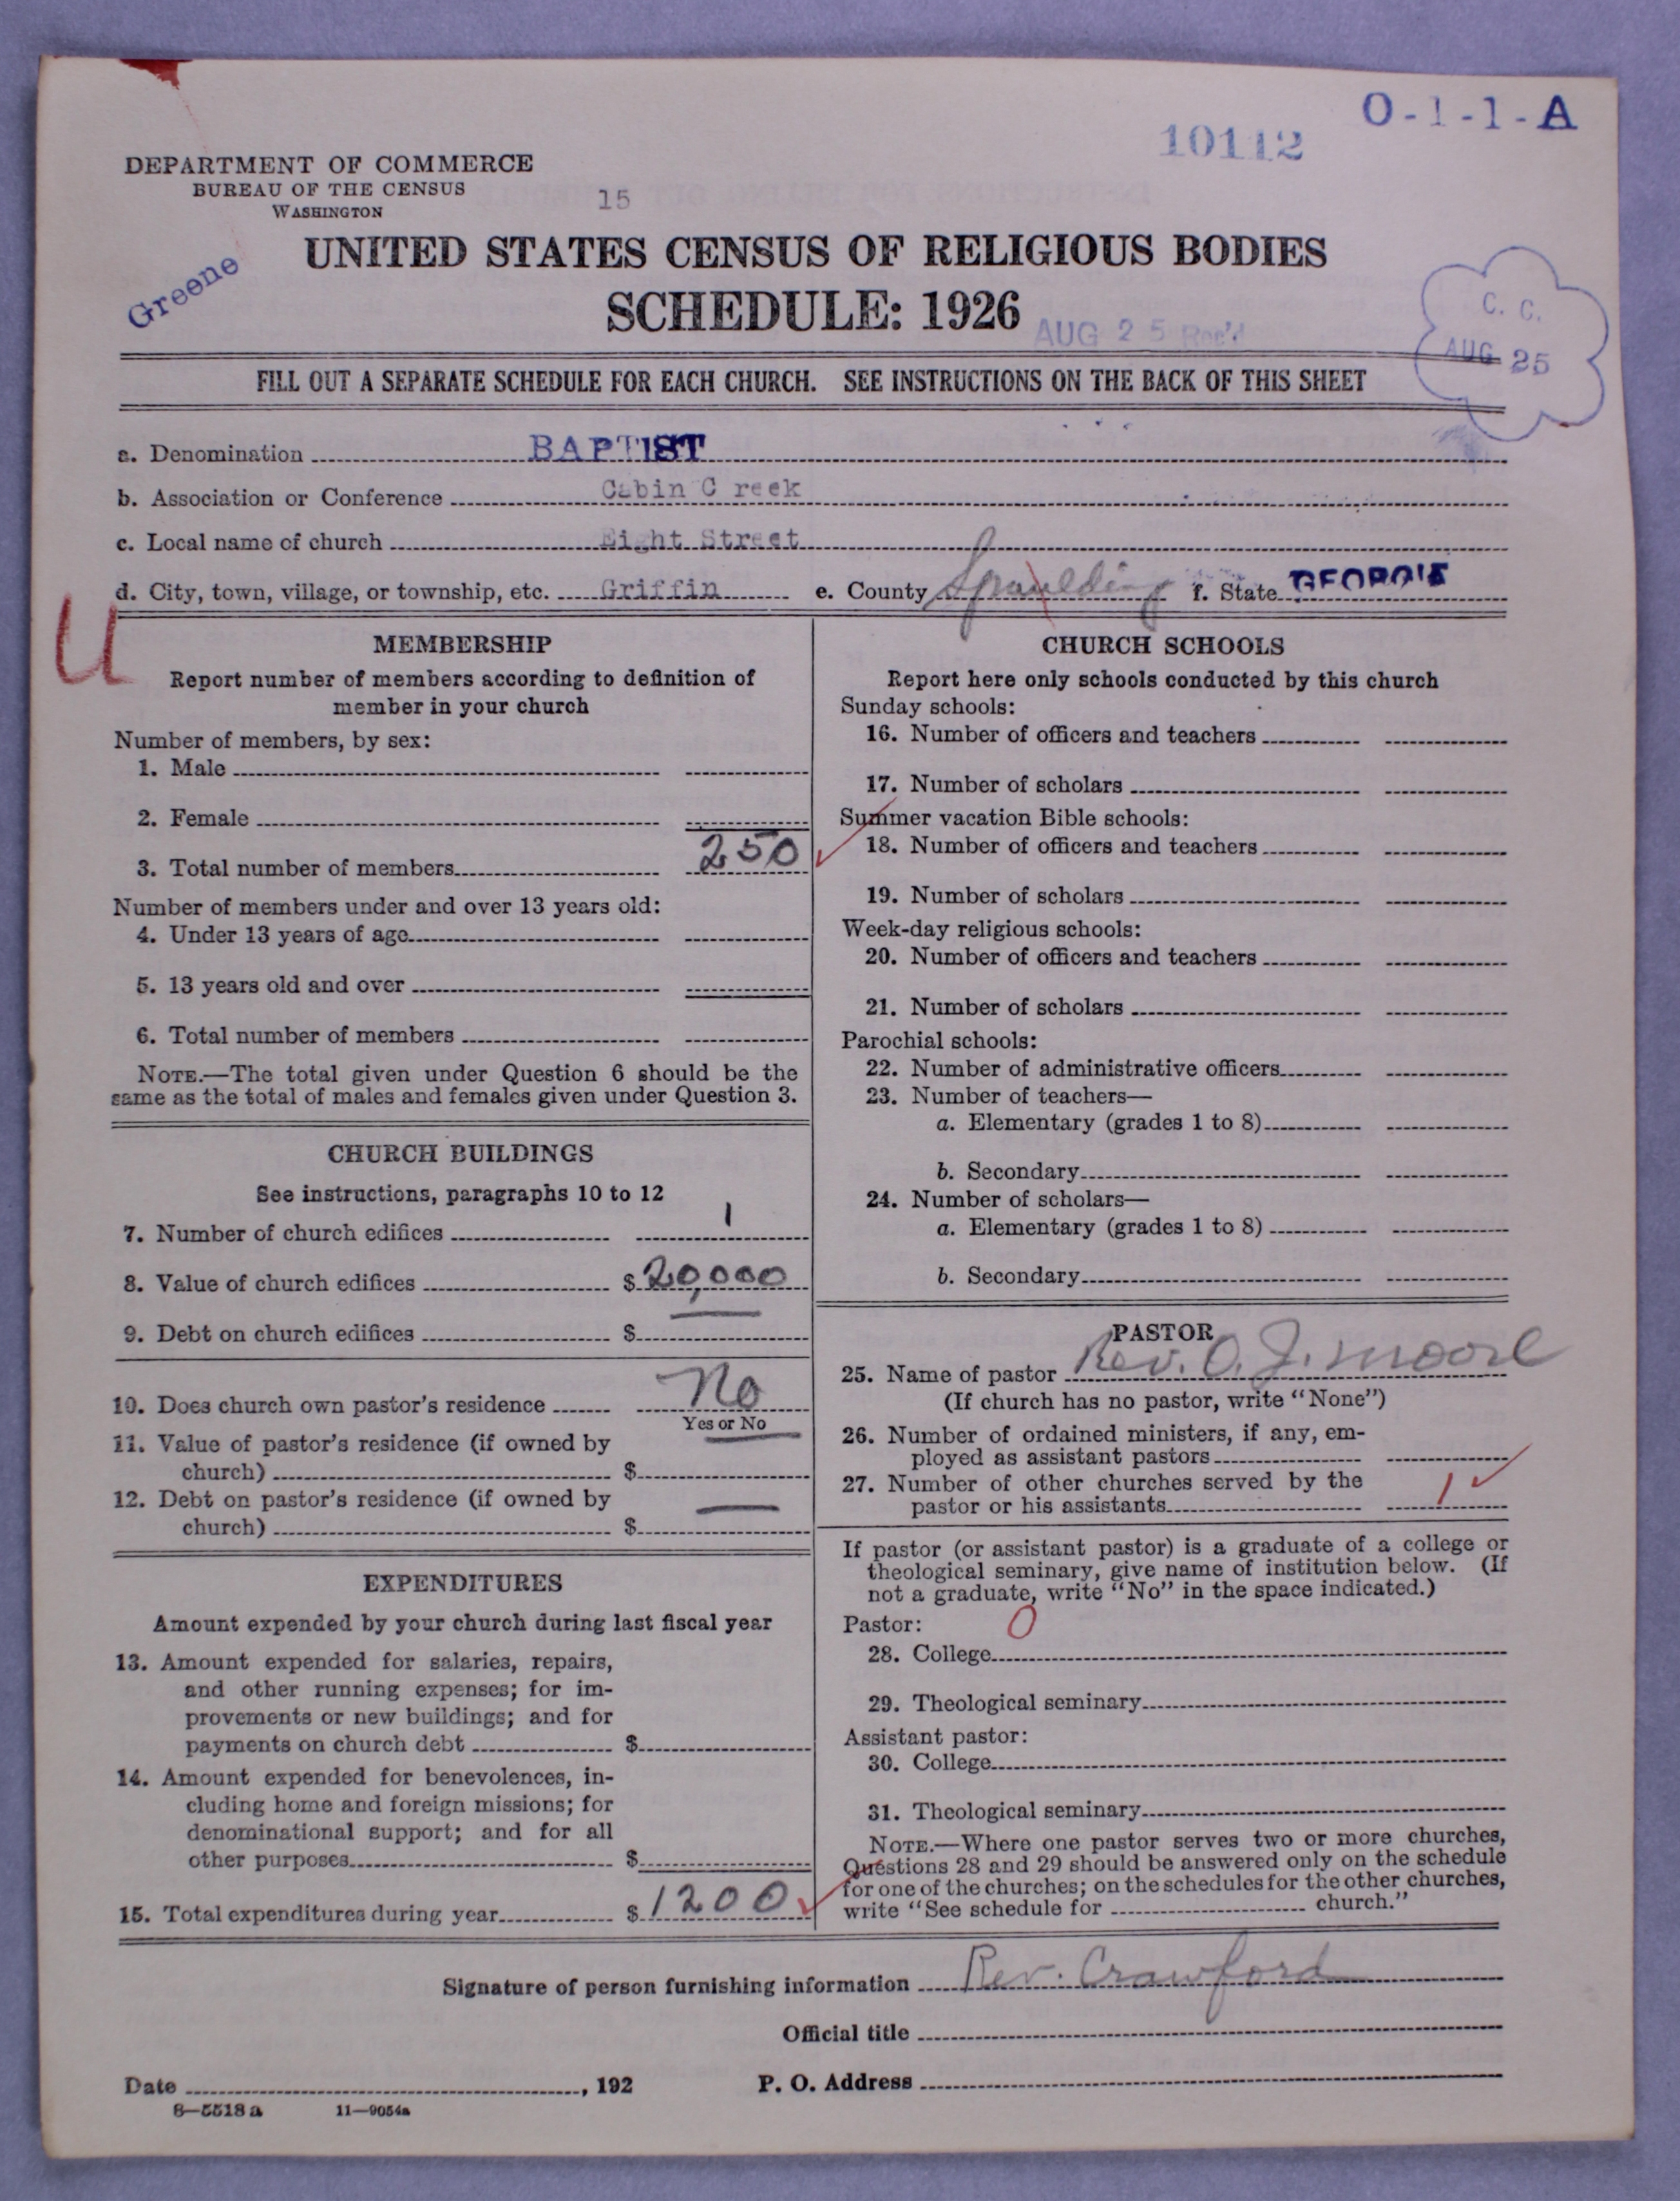 O-1-1-A
10112
DEPARTMENT OF COMMERCE
BUREAU OF THE CENSUS
WASHINGTON
15
UNITED STATES CENSUS OF RELIGIOUS BODIES
Greene
SCHEDULE: 1926
AUG 25 Rec'd
C. C.
AUG 25
FILL OUT A SEPARATE SCHEDULE FOR EACH CHURCH. SEE INSTRUCTIONS ON THE BACK OF THIS SHEET
a. Denomination BAPTIST
b. Association or Conference Cabin C reek
c. Local name of church Eight Street
d. City, town, village, or township, etc. Griffin e. County Spaulding f. State GEORGIA
U
MEMBERSHIP
Report number of members according to definition of
member in your church
Number of members, by sex:
1. Male
2. Female
3. Total number of members 250
Number of members under and over 13 years old:
4. Under 13 years of age
5. 13 years old and over
6. Total number of members
NOTE.—The total given under Question 6 should be the
same as the total of males and females given under Question 3.
CHURCH BUILDINGS
See instructions, paragraphs 10 to 12
7. Number of church edifices 1
8. Value of church edifices $ 20,000
9. Debt on church edifices $ —
10. Does church own pastor's residence No
Yes or No
11. Value of pastor's residence (if owned by
church) $ —
12. Debt on pastor's residence (if owned by
church) $ —
EXPENDITURES
Amount expended by your church during last fiscal year
13. Amount expended for salaries, repairs,
and other running expenses; for im-
provements or new buildings; and for
payments on church debt $
14. Amount expended for benevolences, in-
cluding home and foreign missions; for
denominational support; and for all
other purposes $
15. Total expenditures during year $ 1200
CHURCH SCHOOLS
Report here only schools conducted by this church
Sunday schools:
16. Number of officers and teachers
17. Number of scholars
Summer vacation Bible schools:
18. Number of officers and teachers
19. Number of scholars
Week-day religious schools:
20. Number of officers and teachers
21. Number of scholars
Parochial schools:
22. Number of administrative officers
23. Number of teachers—
a. Elementary (grades 1 to 8)
b. Secondary
24. Number of scholars—
a. Elementary (grades 1 to 8)
b. Secondary
PASTOR
25. Name of pastor Rev. O. J. Moore
(If church has no pastor, write "None")
26. Number of ordained ministers, if any, em-
ployed as assistant pastors
27. Number of other churches served by the
pastor or his assistants 1
If pastor (or assistant pastor) is a graduate of a college or
theological seminary, give name of institution below. (If
not a graduate, write "No" in the space indicated.)
Pastor: 0
28. College
29. Theological seminary
Assistant pastor:
30. College
31. Theological seminary
NOTE.—Where one pastor serves two or more churches,
Questions 28 and 29 should be answered only on the schedule
for one of the churches; on the schedules for the other churches,
write "See schedule for church."
Signature of person furnishing information Rev. Crawford
Official title
Date , 192 P. O. Address
8—5518 a 11—9054a